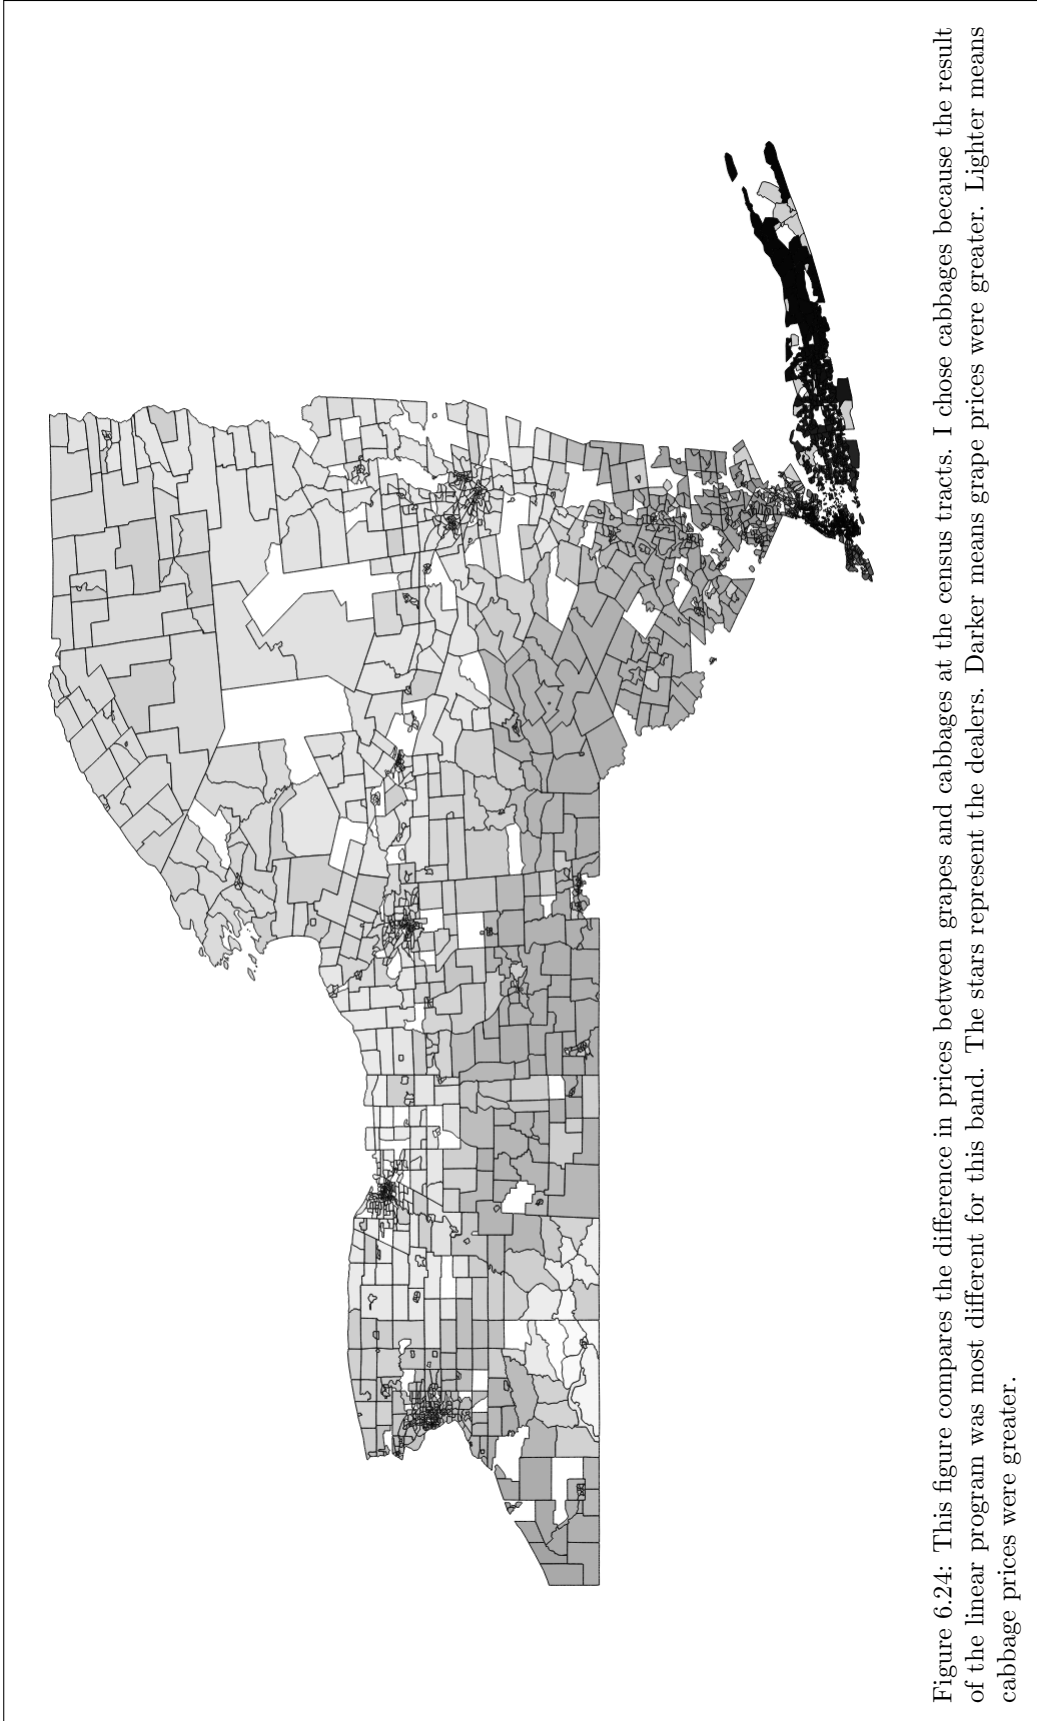 Figure 6.24: This figure compares the difference in prices between grapes and cabbages at the census tracts. I chose cabbages because the result
of the linear program was most different for this band. The stars represent the dealers. Darker means grape prices were greater. Lighter means
cabbage prices were greater.